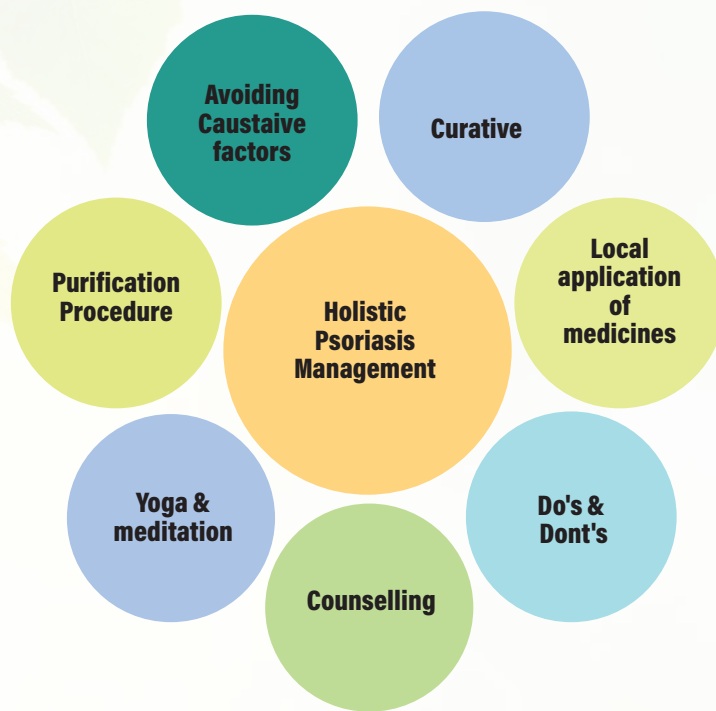 Avoiding
Caustaive
factors
Curative
Purification
Procedure
Local
application
of
medicines
Holistic
Psoriasis
Management
Yoga &
meditation
Do's &
Dont's
Counselling